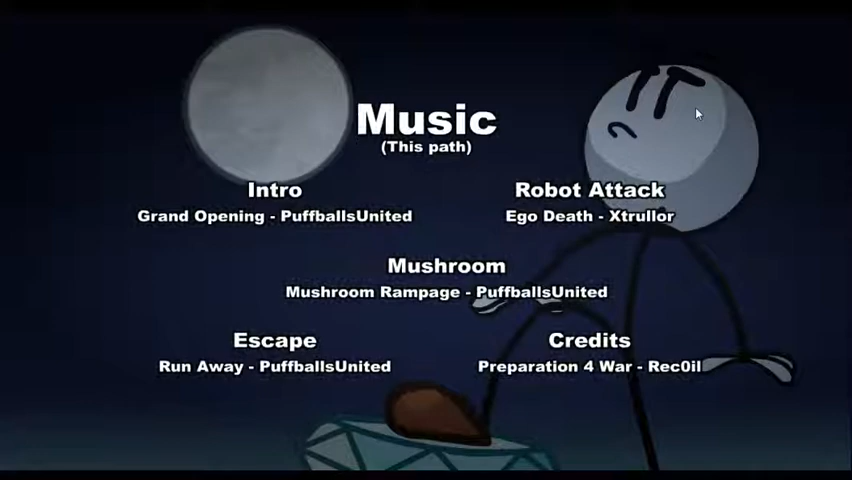 Music
(This path)
Intro
Grand Opening - PuffballsUnited
Robot Attack
Ego Death - Xtrullor
Mushroom
Mushroom Rampage - PuffballsUnited
Escape
Run Away - PuffballsUnited
Credits
Preparation 4 War - Rec0il